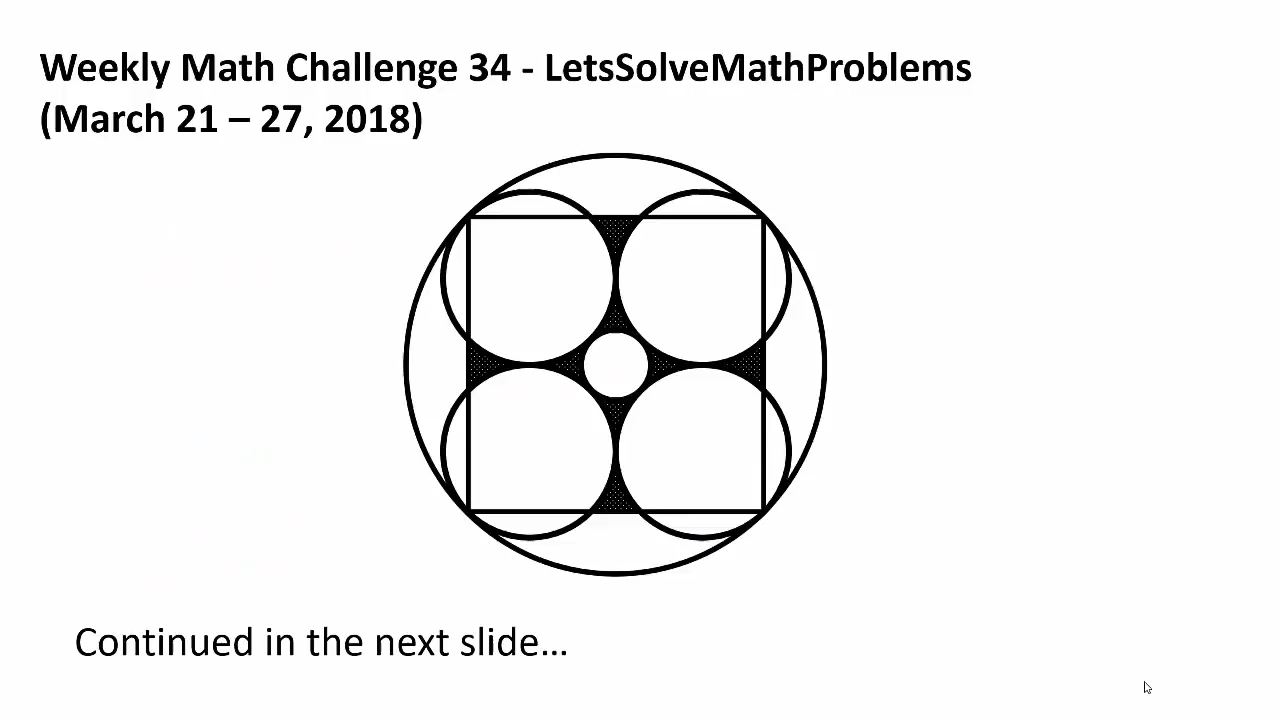 Weekly Math Challenge 34 - LetsSolveMathProblems
(March 21 – 27, 2018)
Continued in the next slide…